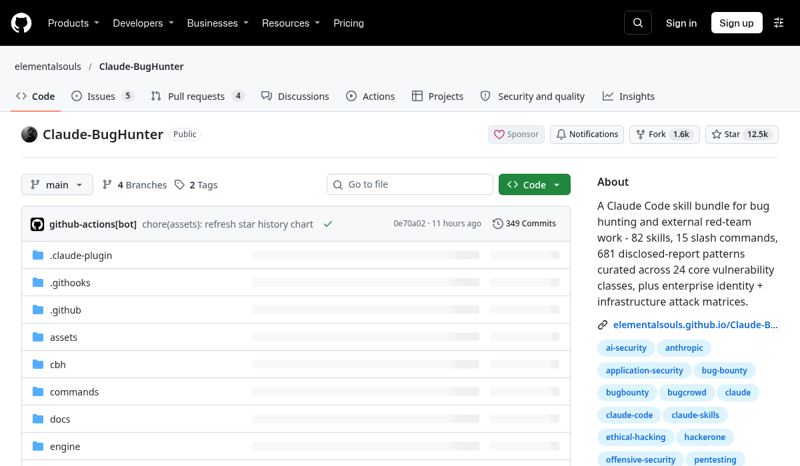 Products Developers Businesses Resources Pricing Sign in Sign up
elementalsouls / Claude-BugHunter
Code Issues 5 Pull requests 4 Discussions Actions Projects Security and quality Insights
Claude-BugHunter Public Sponsor Notifications Fork 1.6k Star 12.5k
main 4 Branches 2 Tags Go to file Code
github-actions[bot] chore(assets): refresh star history chart 0e70a02 · 11 hours ago 349 Commits
.claude-plugin
.githooks
.github
assets
cbh
commands
docs
engine
About
A Claude Code skill bundle for bug
hunting and external red-team
work - 82 skills, 15 slash commands,
681 disclosed-report patterns
curated across 24 core vulnerability
classes, plus enterprise identity +
infrastructure attack matrices.
elementalsouls.github.io/Claude-B...
ai-security anthropic
application-security bug-bounty
bugbounty bugcrowd claude
claude-code claude-skills
ethical-hacking hackerone
offensive-security pentesting